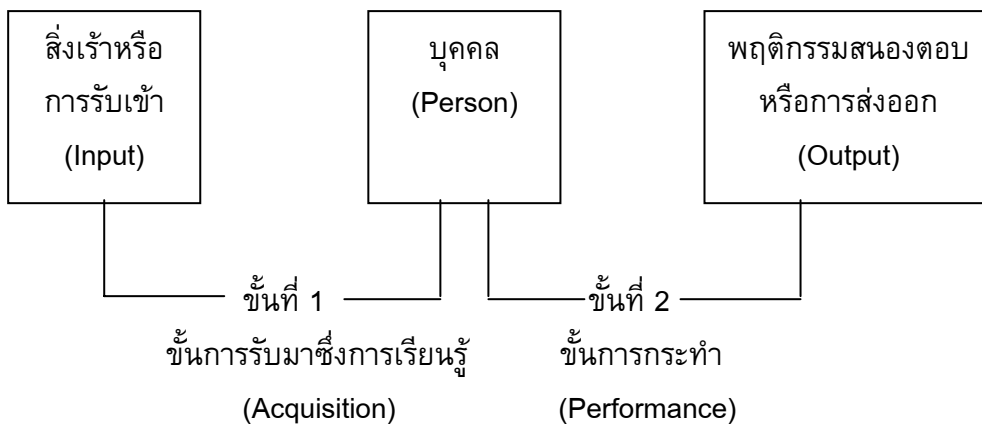 สิ่งเร้าหรือ
การรับเข้า
(Input)
บุคคล
(Person)
พฤติกรรมสนองตอบ
หรือการส่งออก
(Output)
ขั้นที่ 1
ขั้นการรับมาซึ่งการเรียนรู้
(Acquisition)
ขั้นที่ 2
ขั้นการกระทำ
(Performance)